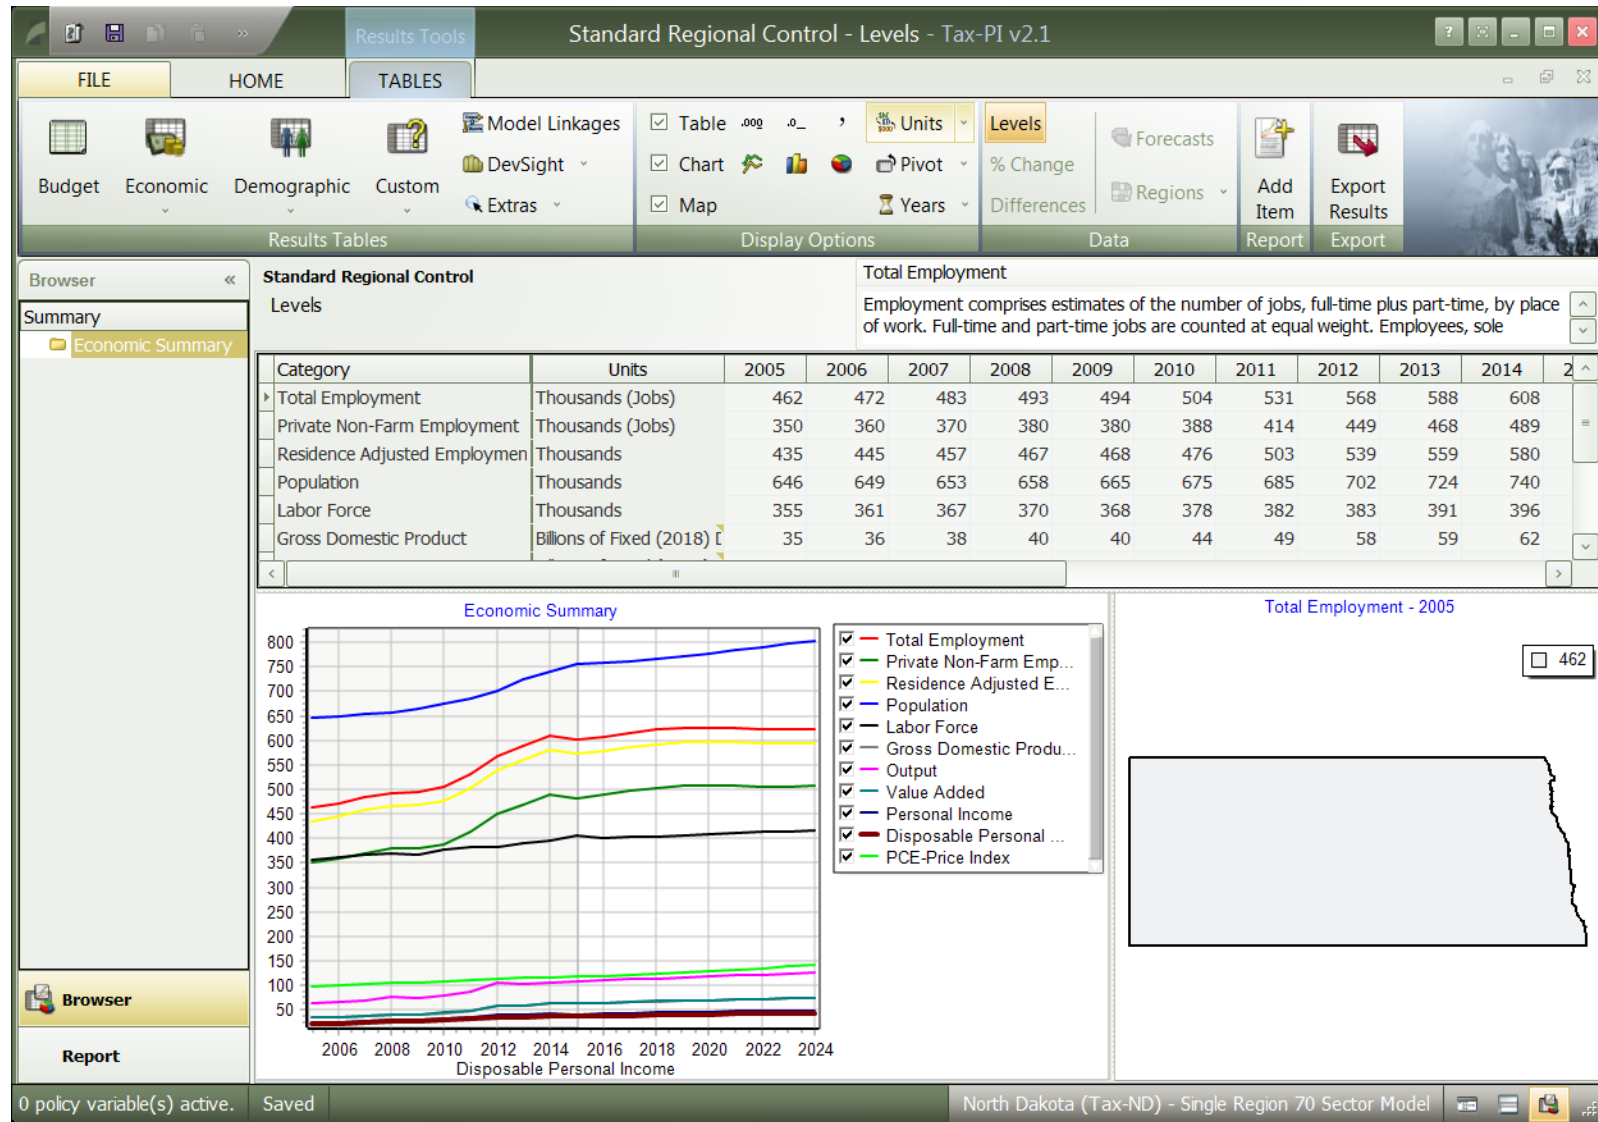 Results Tools
Standard Regional Control - Levels - Tax-PI v2.1
FILE HOME TABLES
Budget
Economic
Demographic
Custom
Model Linkages
DevSight
Extras
Results Tables
Table .000 .0_ ,
Chart
Map
Units
Pivot
Years
Display Options
Levels
% Change
Differences
Forecasts
Regions
Data
Add
Item
Report
Export
Results
Export
Browser «
Summary
Economic Summary
Standard Regional Control
Levels
Total Employment
Employment comprises estimates of the number of jobs, full-time plus part-time, by place
of work. Full-time and part-time jobs are counted at equal weight. Employees, sole
Category Units 2005 2006 2007 2008 2009 2010 2011 2012 2013 2014 2
Total Employment Thousands (Jobs) 462 472 483 493 494 504 531 568 588 608
Private Non-Farm Employment Thousands (Jobs) 350 360 370 380 380 388 414 449 468 489
Residence Adjusted Employmen Thousands 435 445 457 467 468 476 503 539 559 580
Population Thousands 646 649 653 658 665 675 685 702 724 740
Labor Force Thousands 355 361 367 370 368 378 382 383 391 396
Gross Domestic Product Billions of Fixed (2018) D 35 36 38 40 40 44 49 58 59 62
Economic Summary
800
750
700
650
600
550
500
450
400
350
300
250
200
150
100
50
2006 2008 2010 2012 2014 2016 2018 2020 2022 2024
Disposable Personal Income
Total Employment
Private Non-Farm Emp...
Residence Adjusted E...
Population
Labor Force
Gross Domestic Produ...
Output
Value Added
Personal Income
Disposable Personal ...
PCE-Price Index
Total Employment - 2005
462
Browser
Report
0 policy variable(s) active. Saved
North Dakota (Tax-ND) - Single Region 70 Sector Model